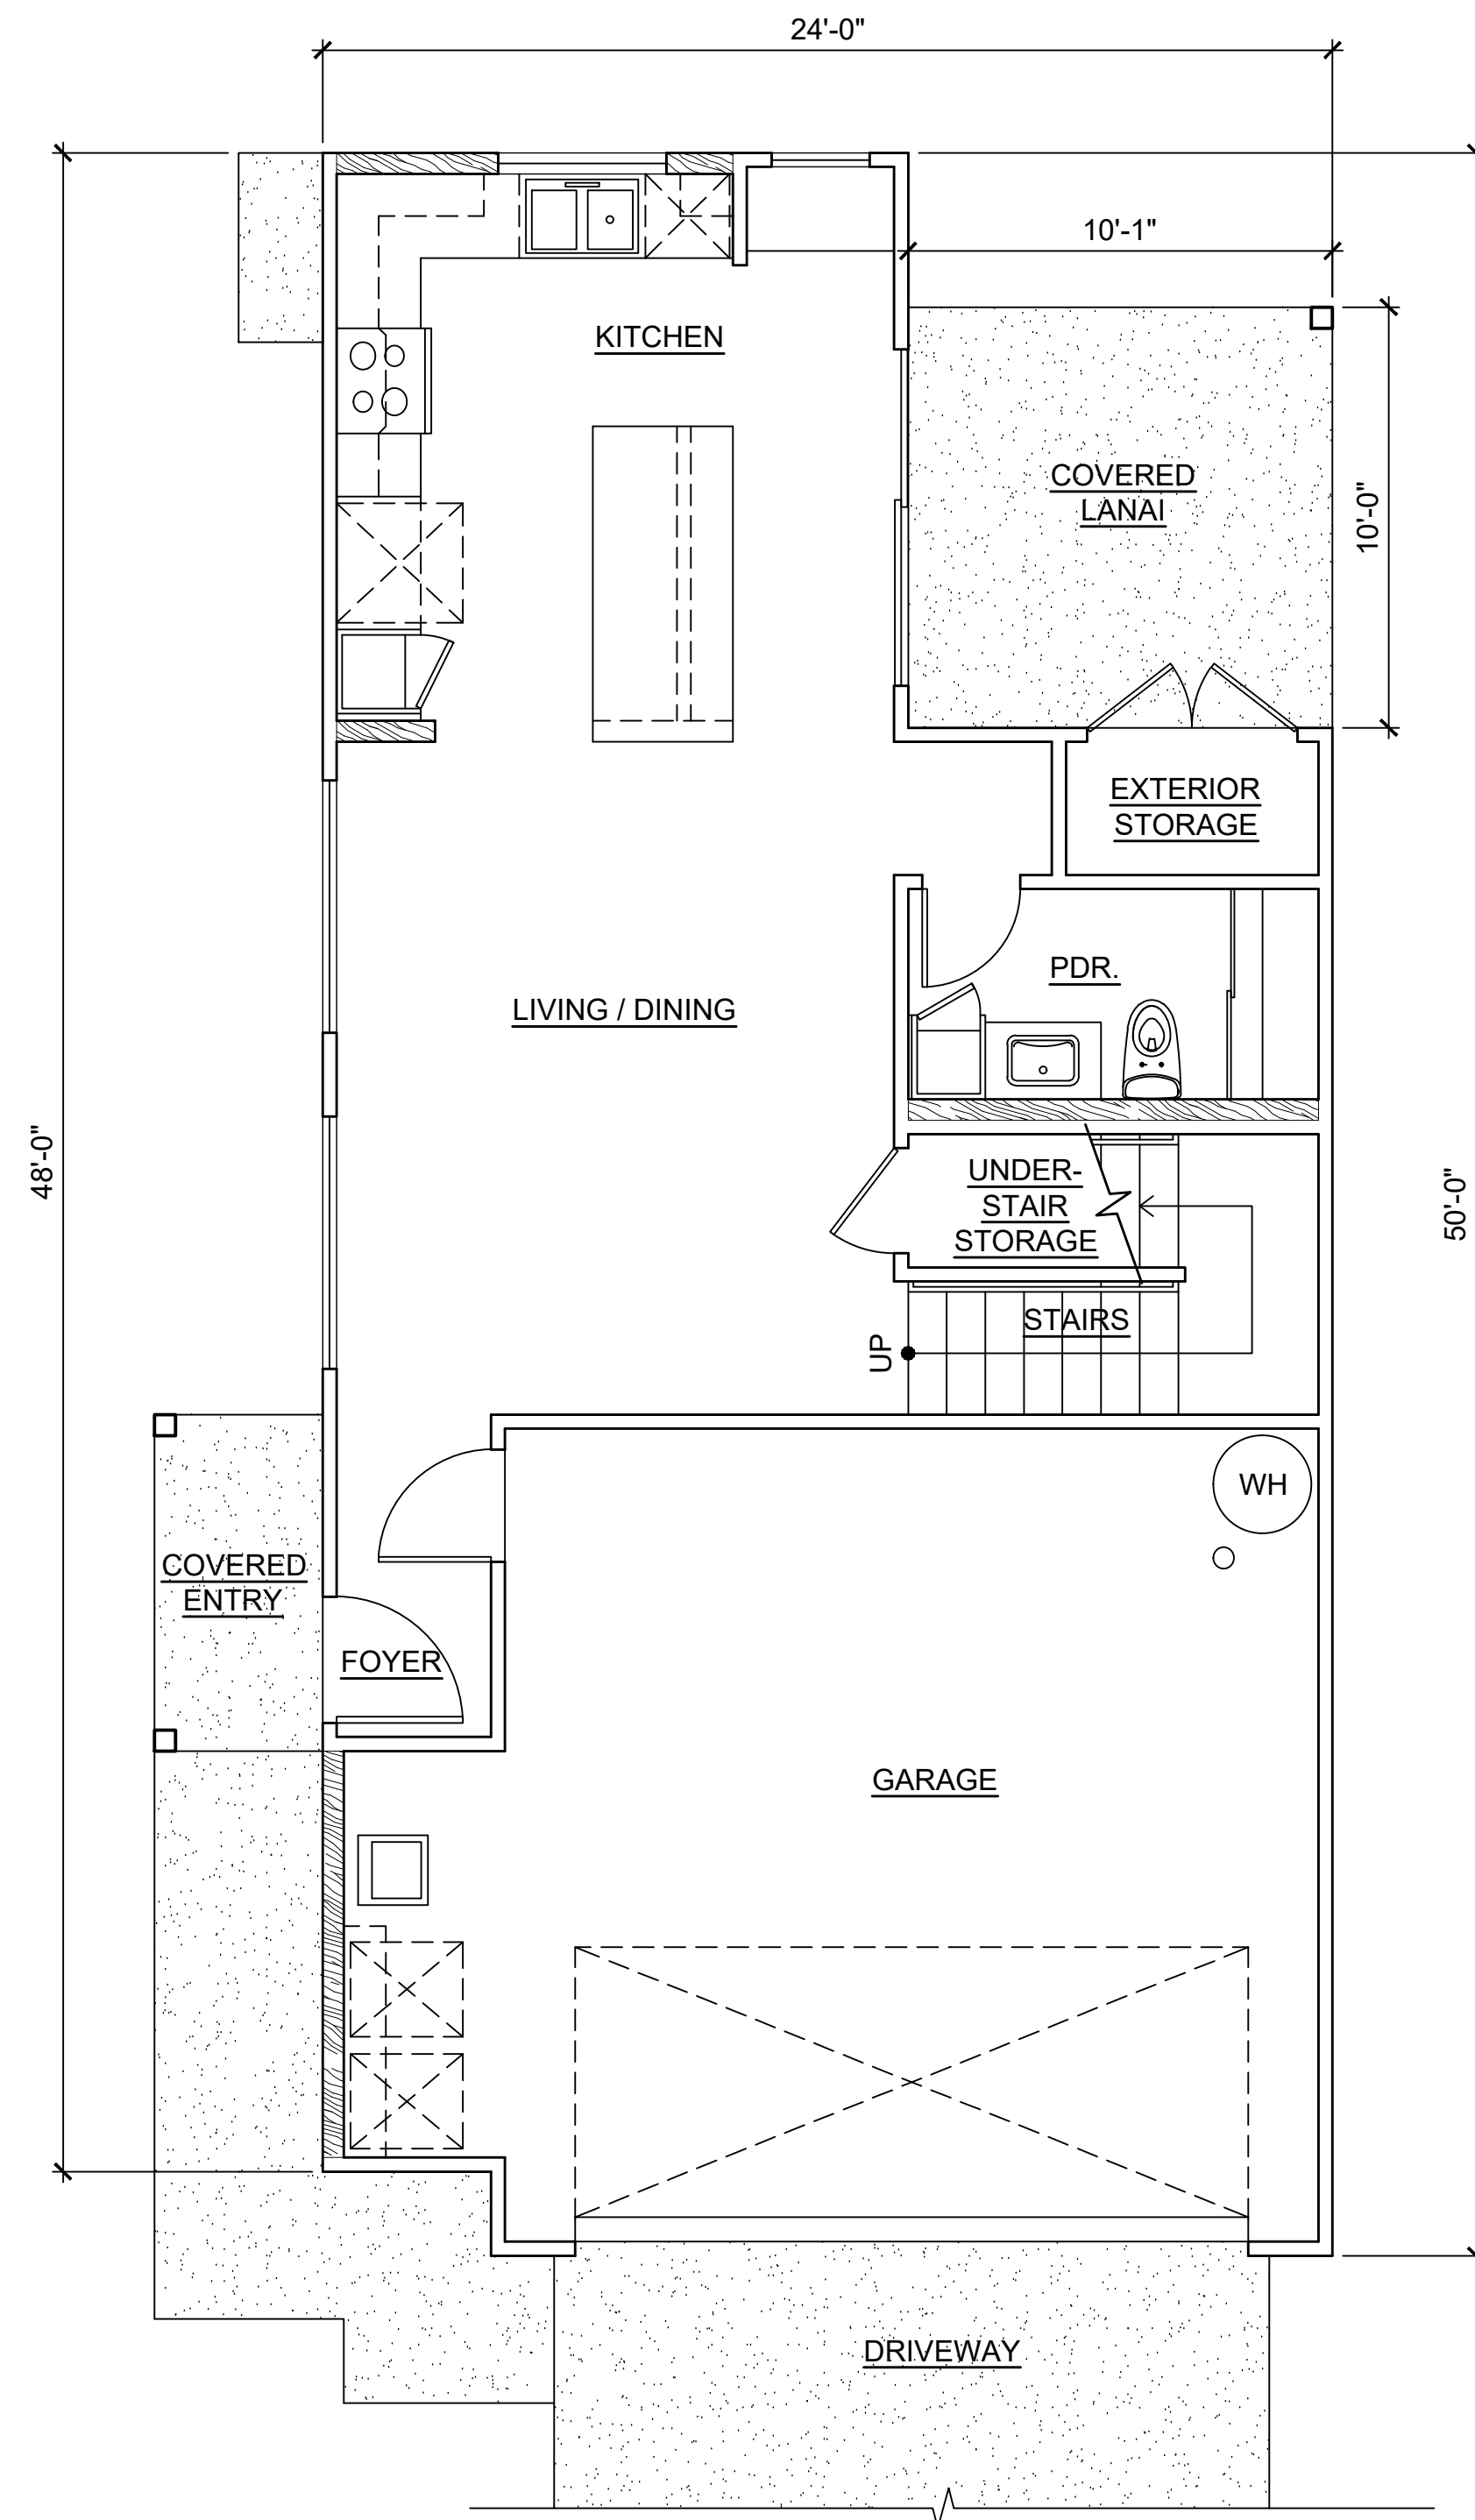 24'-0"
10'-1"
KITCHEN
COVERED
LANAI
10'-0"
EXTERIOR
STORAGE
PDR.
LIVING / DINING
48'-0"
50'-0"
UNDER-
STAIR
STORAGE
STAIRS
UP
WH
COVERED
ENTRY
FOYER
GARAGE
DRIVEWAY